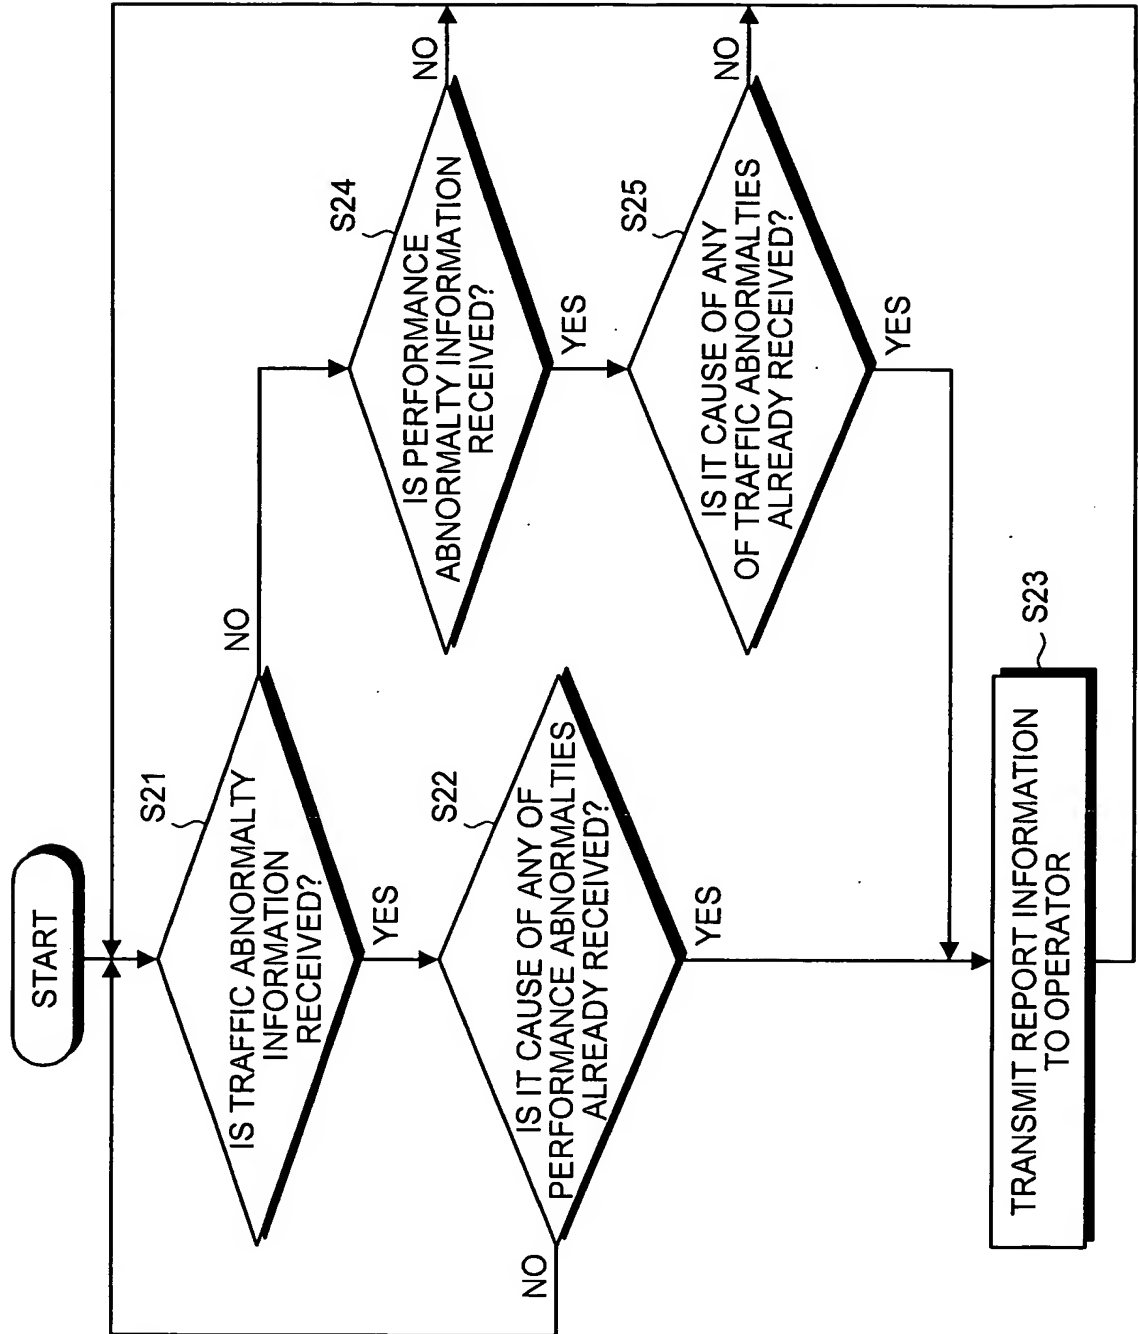 START
S21
IS TRAFFIC ABNORMALTY
INFORMATION
RECEIVED?
NO
YES
S22
IS IT CAUSE OF ANY OF
PERFORMANCE ABNORMALTIES
ALREADY RECEIVED?
NO
YES
S24
IS PERFORMANCE
ABNORMALTY INFORMATION
RECEIVED?
NO
YES
S25
IS IT CAUSE OF ANY
OF TRAFFIC ABNORMALTIES
ALREADY RECEIVED?
NO
YES
S23
TRANSMIT REPORT INFORMATION
TO OPERATOR